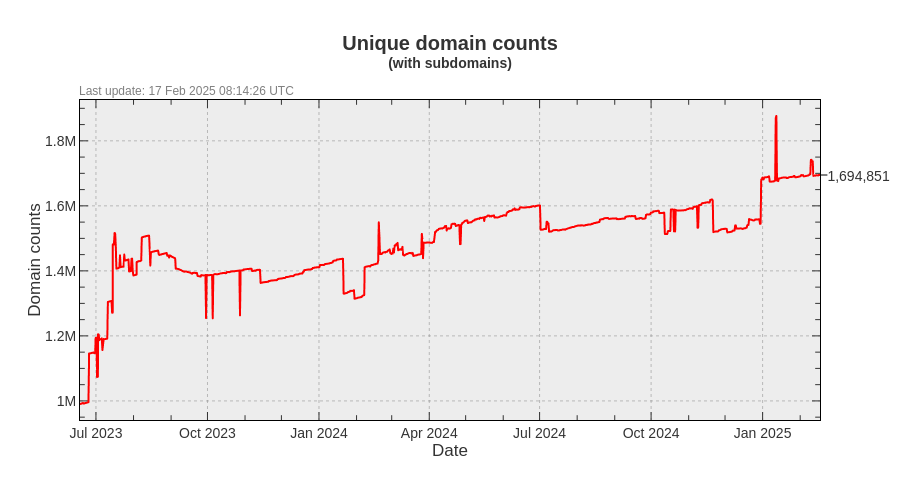 Unique domain counts
(with subdomains)
Last update: 17 Feb 2025 08:14:26 UTC
1.8M
1.6M
1.4M
1.2M
1M
Domain counts
1,694,851
Jul 2023
Oct 2023
Jan 2024
Apr 2024
Jul 2024
Oct 2024
Jan 2025
Date